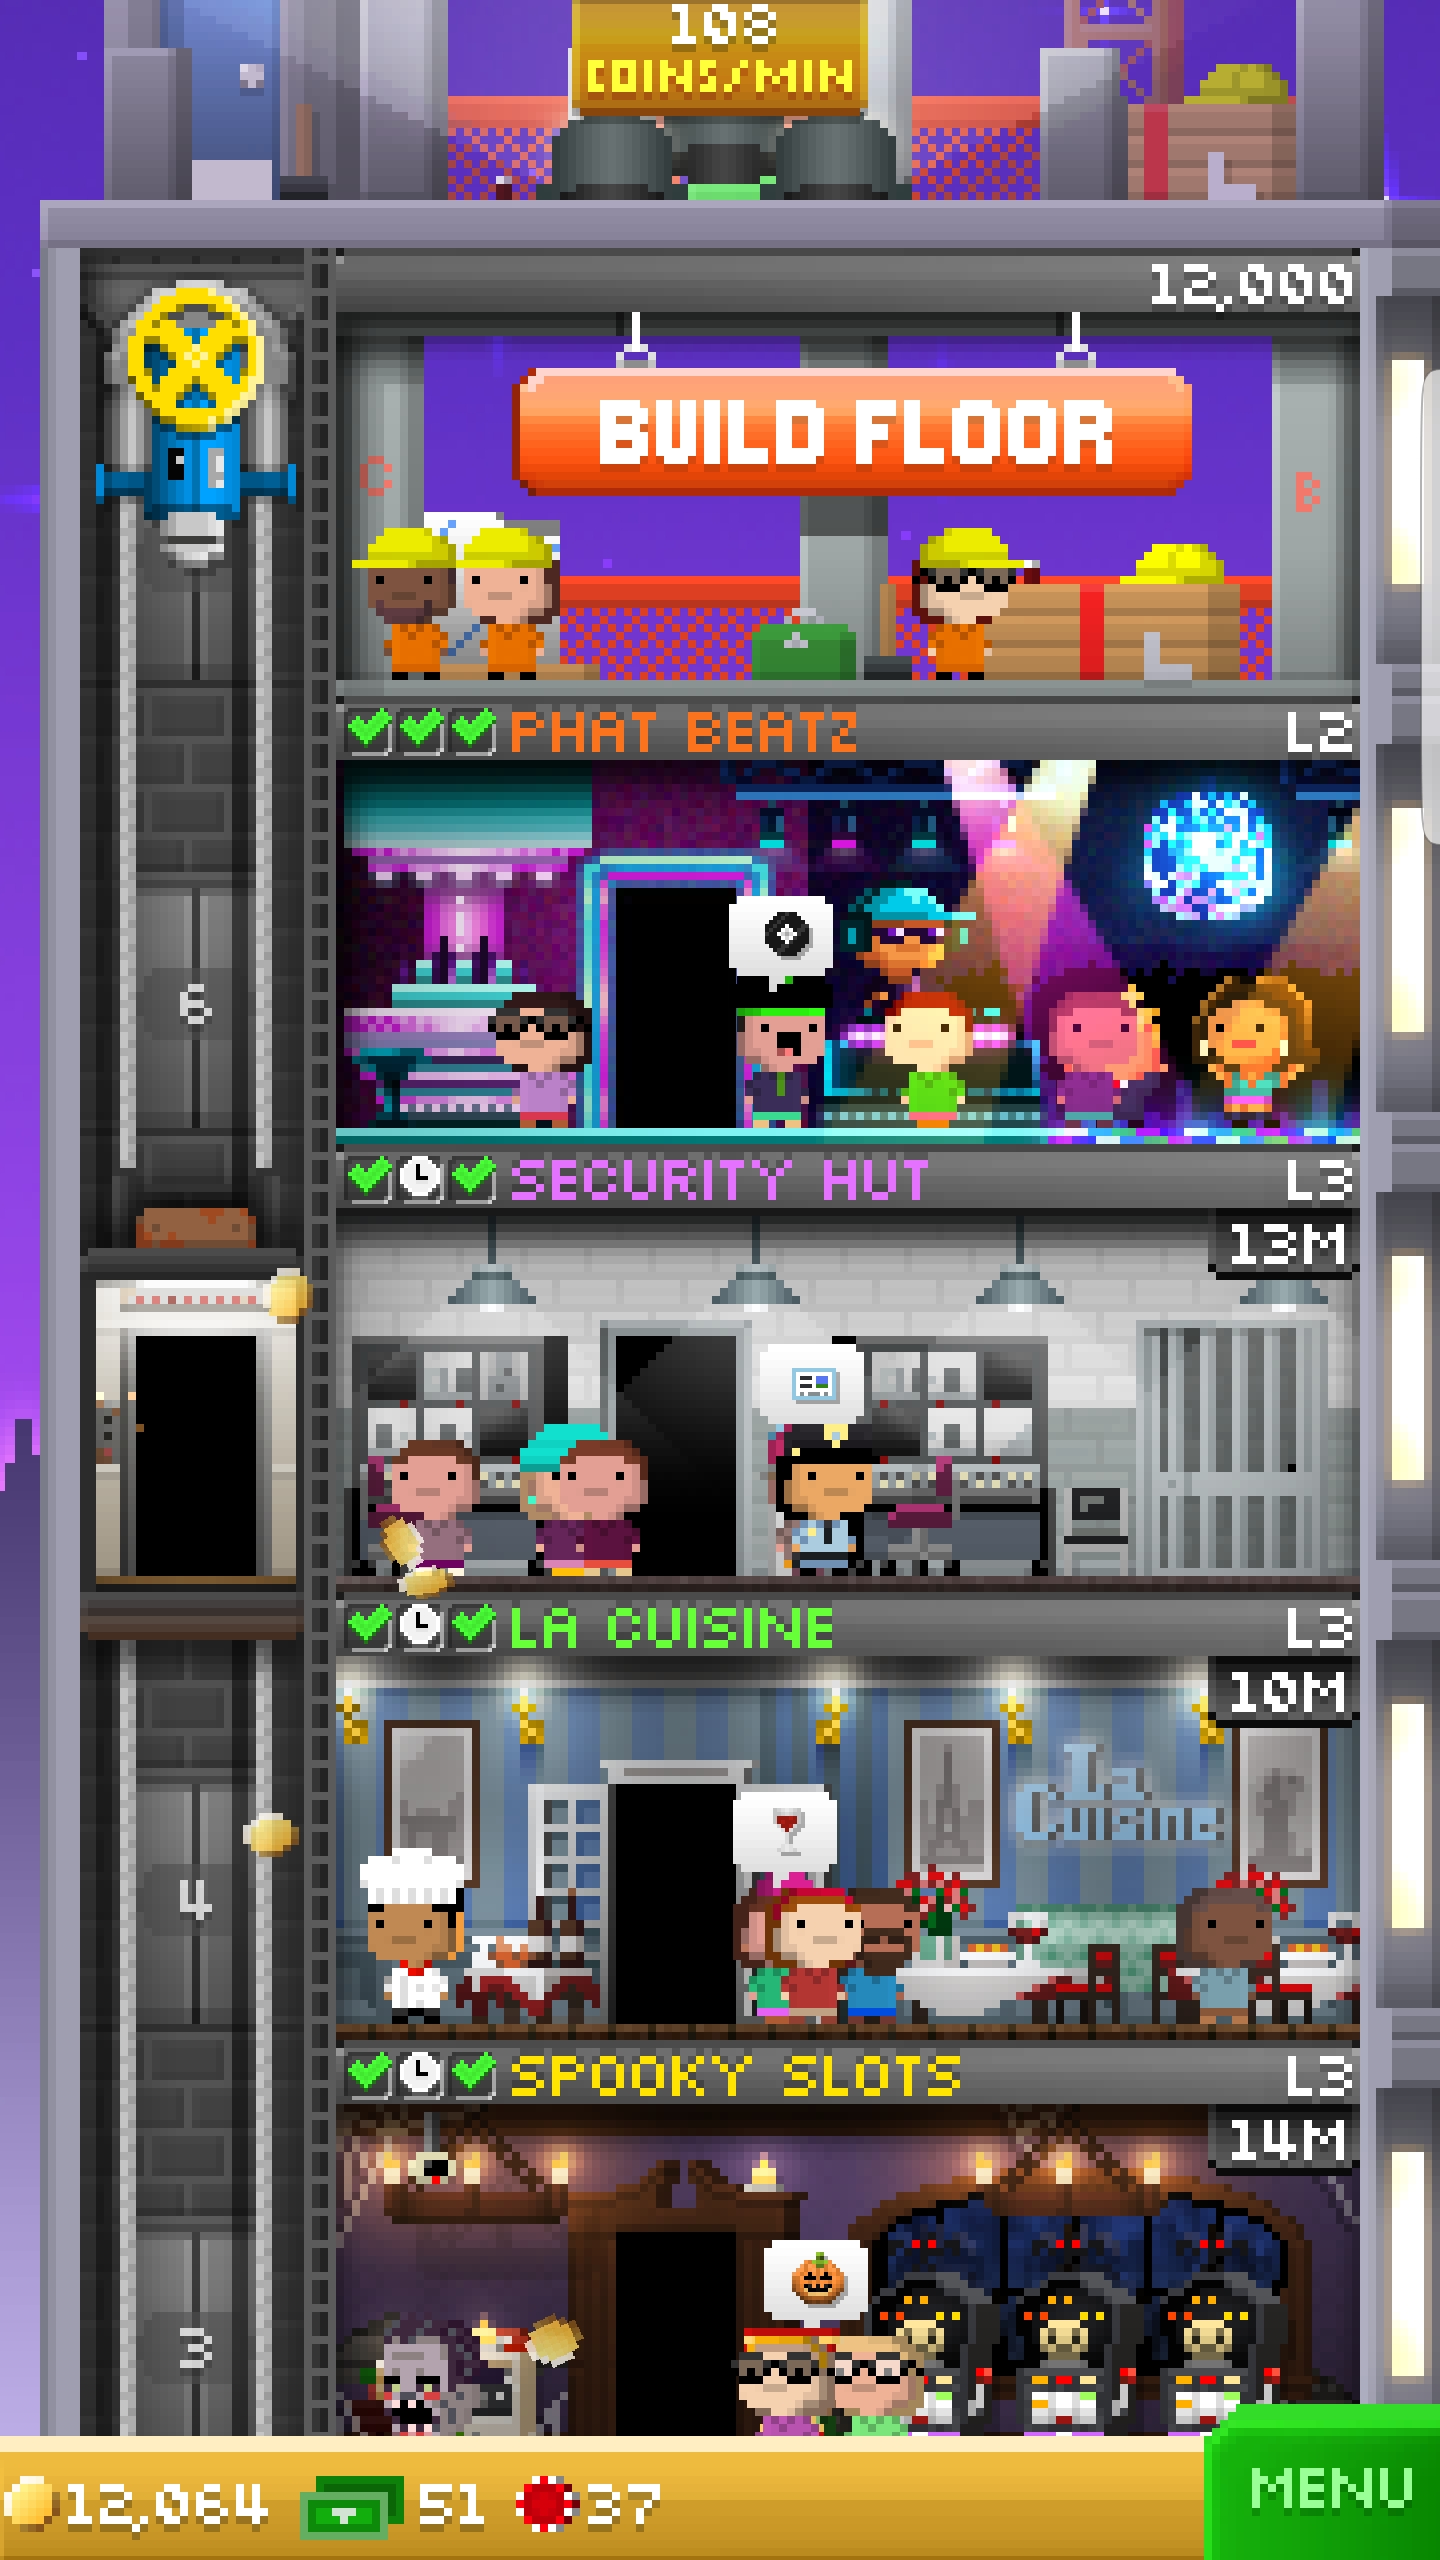 108
COINS/MIN
12,000
BUILD FLOOR
C
B
PHAT BEATZ L2
6
SECURITY HUT L3
13M
LA CUISINE L3
10M
La
Cuisine
4
SPOOKY SLOTS L3
14M
3
12,064 51 37
MENU